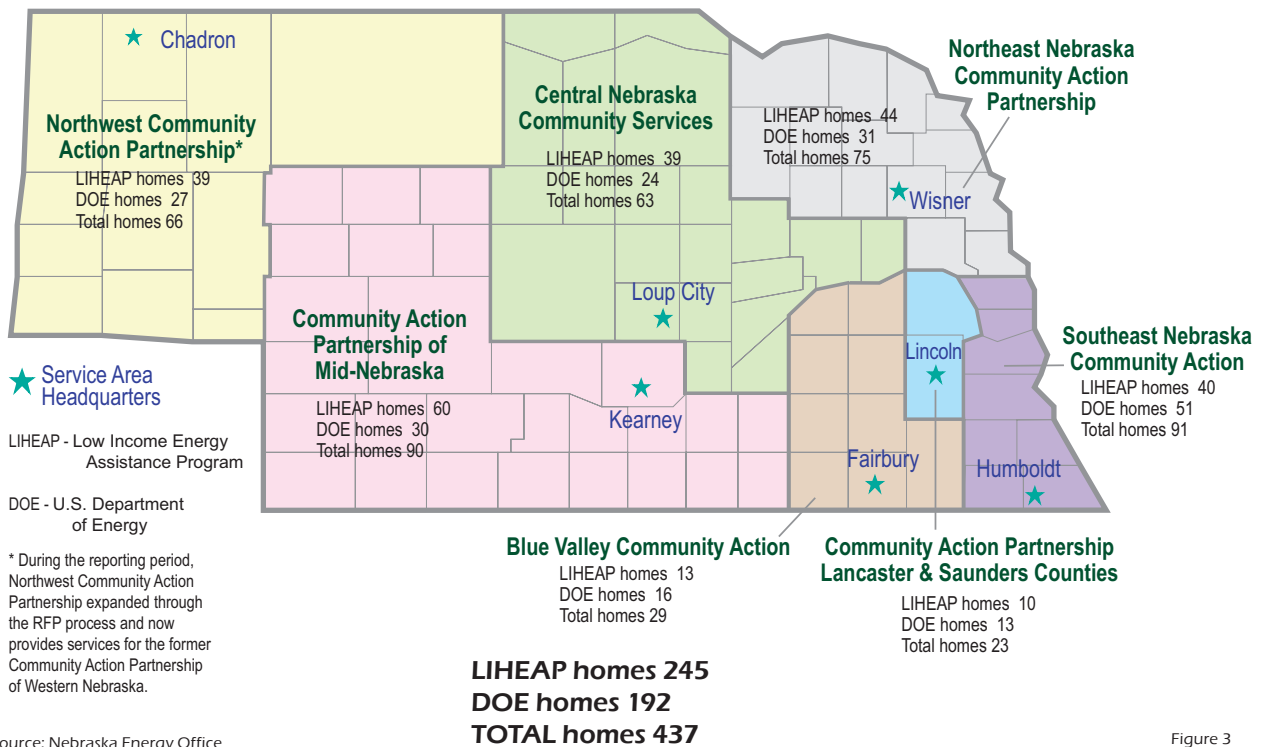 Chadron
Northwest Community
Action Partnership*
LIHEAP homes 39
DOE homes 27
Total homes 66
Central Nebraska
Community Services
LIHEAP homes 39
DOE homes 24
Total homes 63
Loup City
Northeast Nebraska
Community Action
Partnership
LIHEAP homes 44
DOE homes 31
Total homes 75
Wisner
Community Action
Partnership of
Mid-Nebraska
LIHEAP homes 60
DOE homes 30
Total homes 90
Kearney
Lincoln
Fairbury
Humboldt
Southeast Nebraska
Community Action
LIHEAP homes 40
DOE homes 51
Total homes 91
Service Area
Headquarters
LIHEAP - Low Income Energy
Assistance Program
DOE - U.S. Department
of Energy
* During the reporting period,
Northwest Community Action
Partnership expanded through
the RFP process and now
provides services for the former
Community Action Partnership
of Western Nebraska.
Blue Valley Community Action
LIHEAP homes 13
DOE homes 16
Total homes 29
Community Action Partnership
Lancaster & Saunders Counties
LIHEAP homes 10
DOE homes 13
Total homes 23
LIHEAP homes 245
DOE homes 192
TOTAL homes 437
ource: Nebraska Energy Office
Figure 3